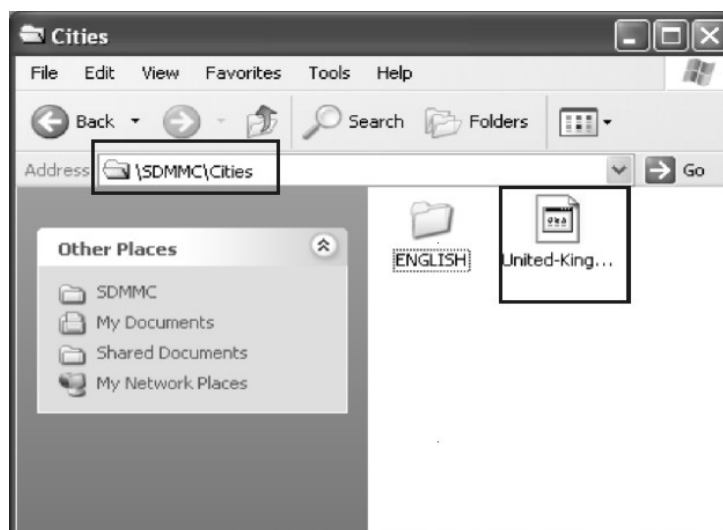 Cities
File Edit View Favorites Tools Help
Back Search Folders
Address \SDMMC\Cities Go
Other Places
SDMMC
My Documents
Shared Documents
My Network Places
ENGLISH United-King...